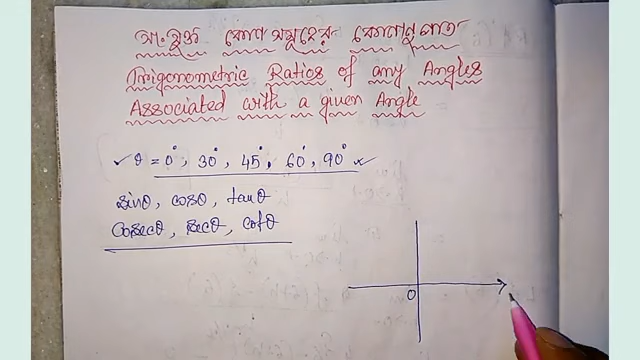 সংযুক্ত কোণ সমূহের কোণানুপাত
Trigonometric Ratios of any Angles
Associated with a given Angle
✓ θ = 0°, 30°, 45°, 60°, 90° ×
sinθ, cosθ, tanθ
Cosecθ, secθ, cotθ
O